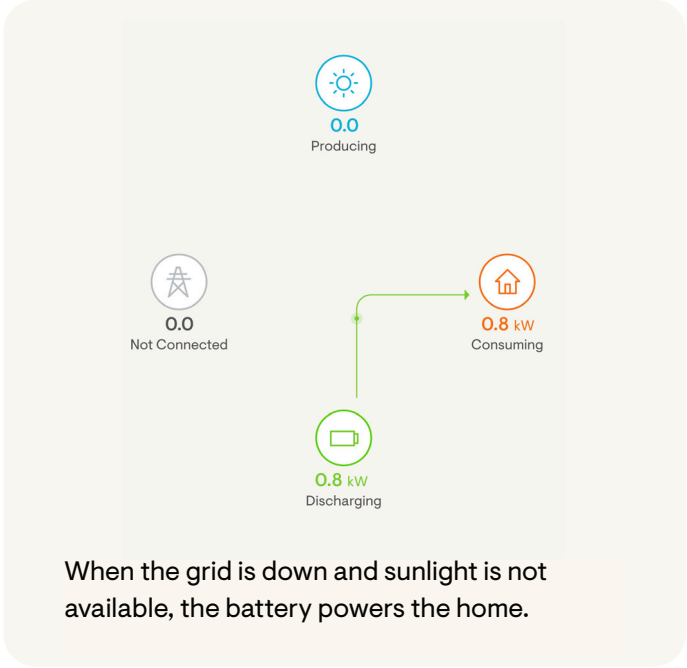 0.0
Producing
0.0
Not Connected
0.8 kW
Consuming
0.8 kW
Discharging
When the grid is down and sunlight is not
available, the battery powers the home.